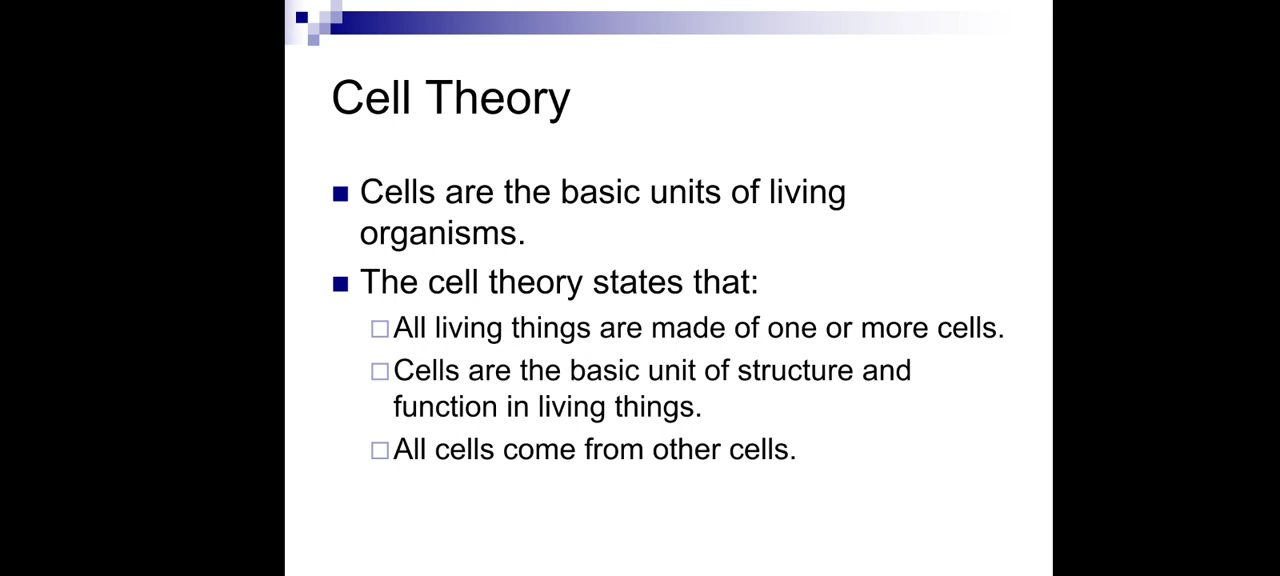 Cell Theory
Cells are the basic units of living
organisms.
The cell theory states that:
All living things are made of one or more cells.
Cells are the basic unit of structure and
function in living things.
All cells come from other cells.